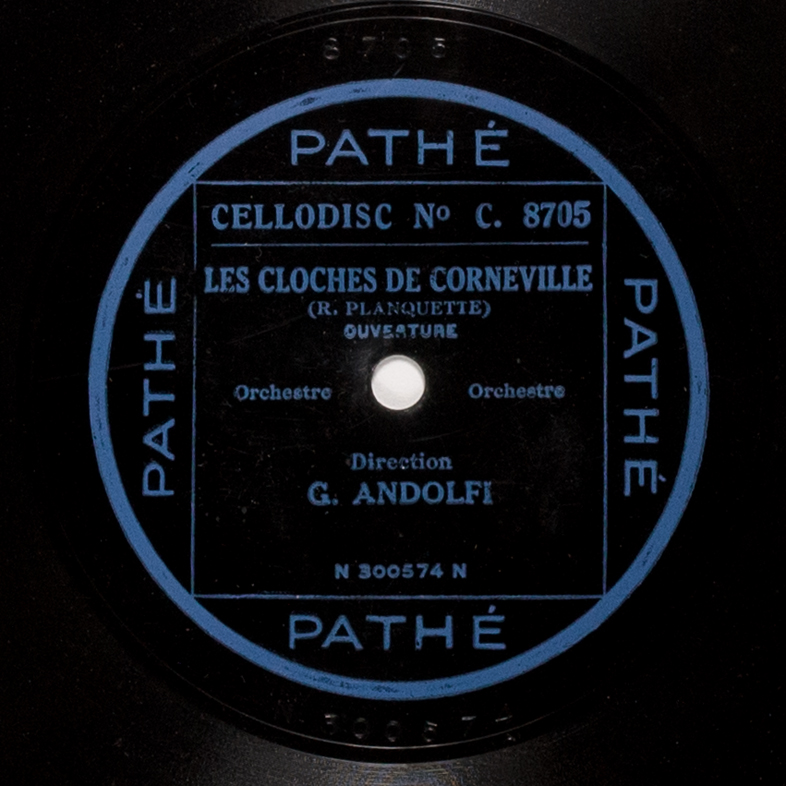 8705
PATHÉ
CELLODISC Nº C. 8705
LES CLOCHES DE CORNEVILLE
(R. PLANQUETTE)
OUVERTURE
PATHÉ
PATHÉ
Orchestre Orchestre
Direction
G. ANDOLFI
N 300574 N
PATHÉ
N. 300574